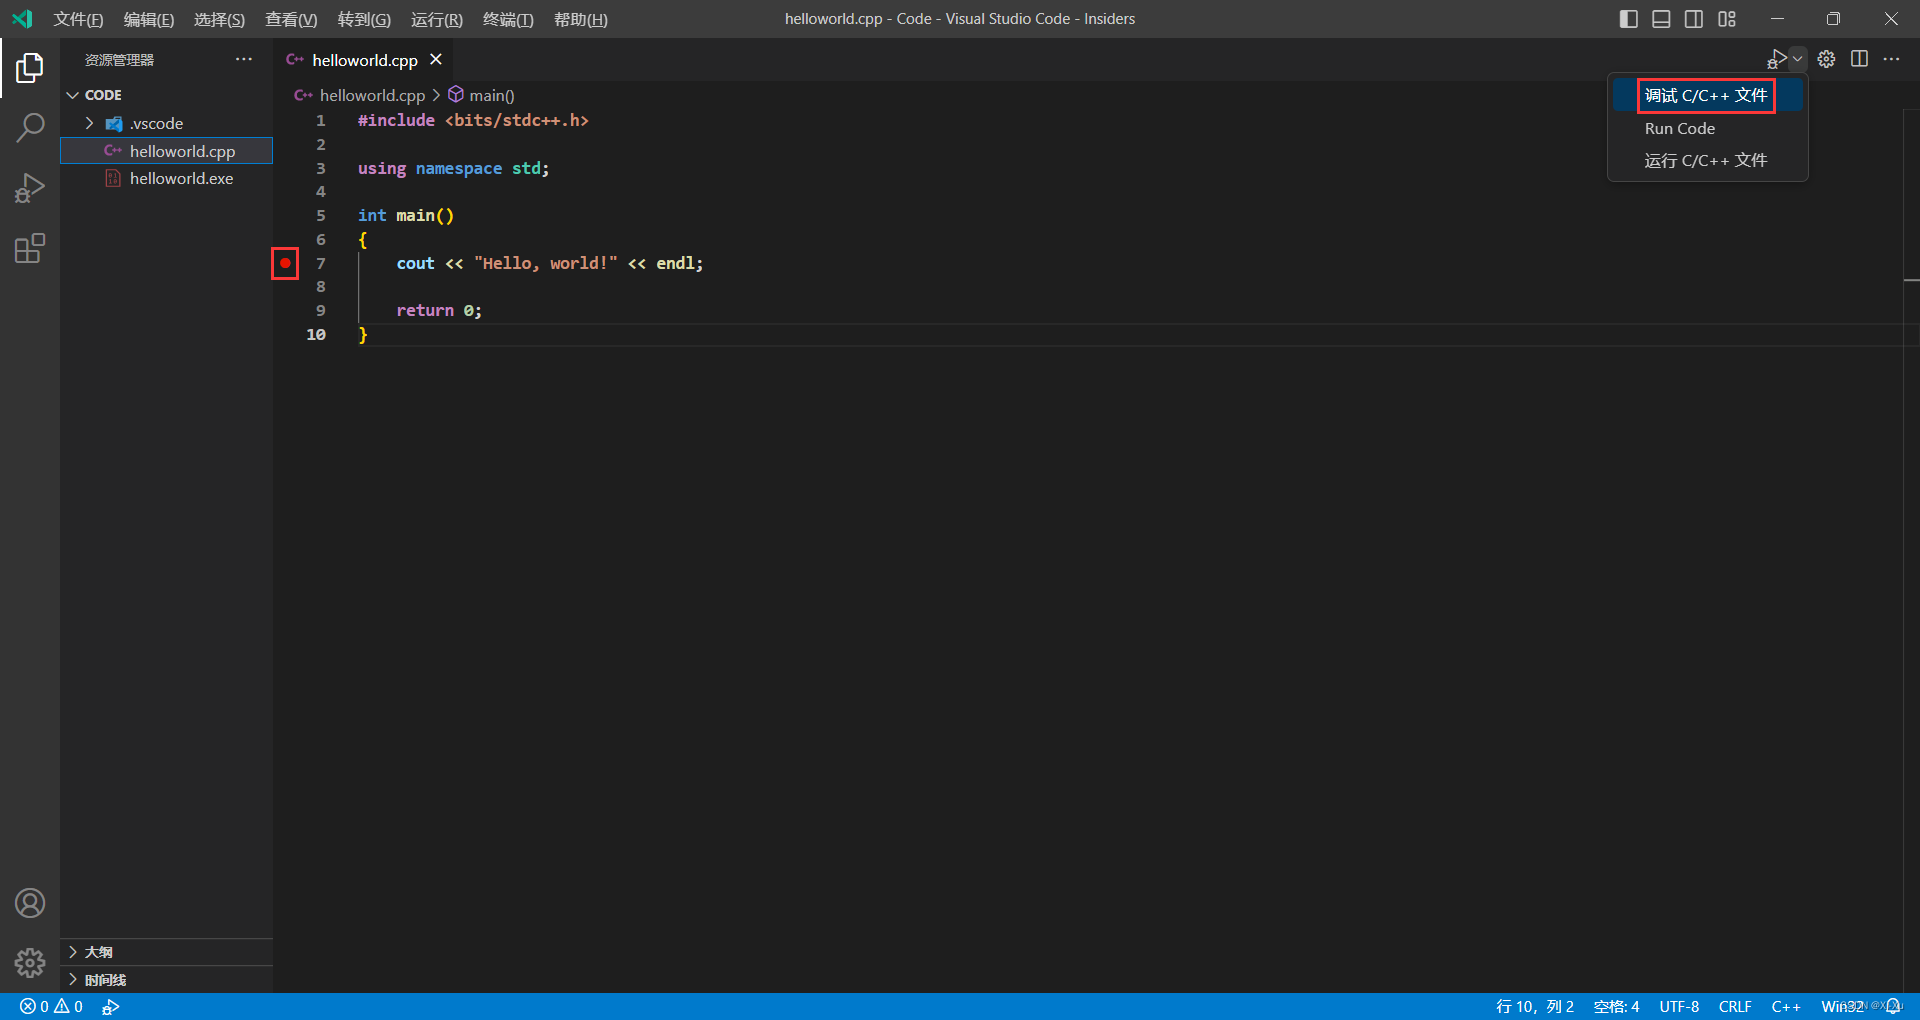 文件(F) 编辑(E) 选择(S) 查看(V) 转到(G) 运行(R) 终端(T) 帮助(H) helloworld.cpp - Code - Visual Studio Code - Insiders
资源管理器
CODE
.vscode
helloworld.cpp
helloworld.exe
大纲
时间线
helloworld.cpp
helloworld.cpp > main()
1 #include <bits/stdc++.h>
2
3 using namespace std;
4
5 int main()
6 {
7 cout << "Hello, world!" << endl;
8
9 return 0;
10 }
调试 C/C++ 文件
Run Code
运行 C/C++ 文件
0 0 行 10，列 2 空格: 4 UTF-8 CRLF C++ Win32